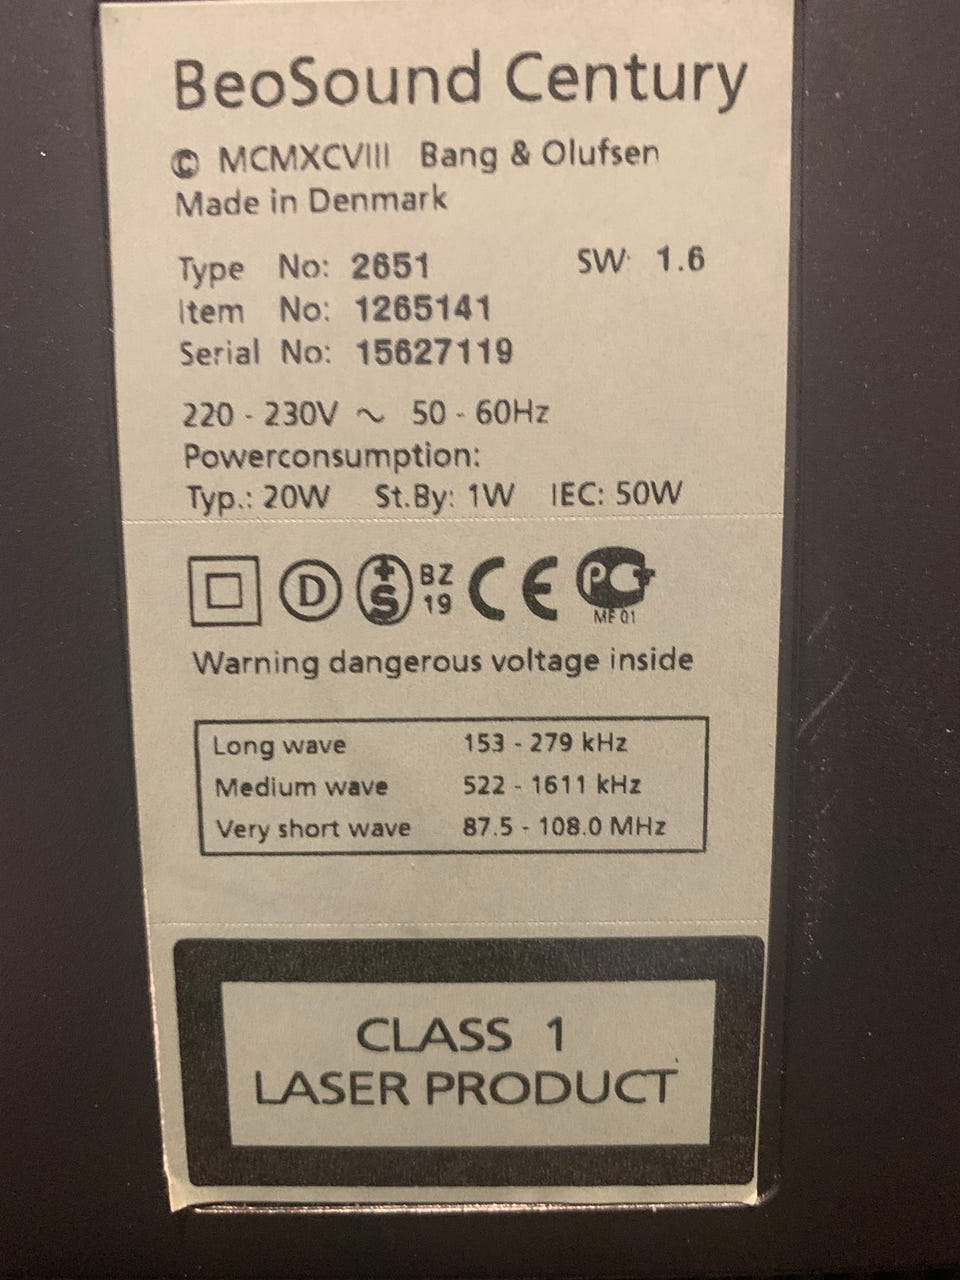 BeoSound Century
© MCMXCVIII Bang & Olufsen
Made in Denmark
Type No: 2651 SW 1.6
Item No: 1265141
Serial No: 15627119
220 - 230V ~ 50 - 60Hz
Powerconsumption:
Typ.: 20W St.By: 1W IEC: 50W
D +S BZ 19 CE PCT ME 01
Warning dangerous voltage inside
Long wave 153 - 279 kHz
Medium wave 522 - 1611 kHz
Very short wave 87.5 - 108.0 MHz
CLASS 1
LASER PRODUCT